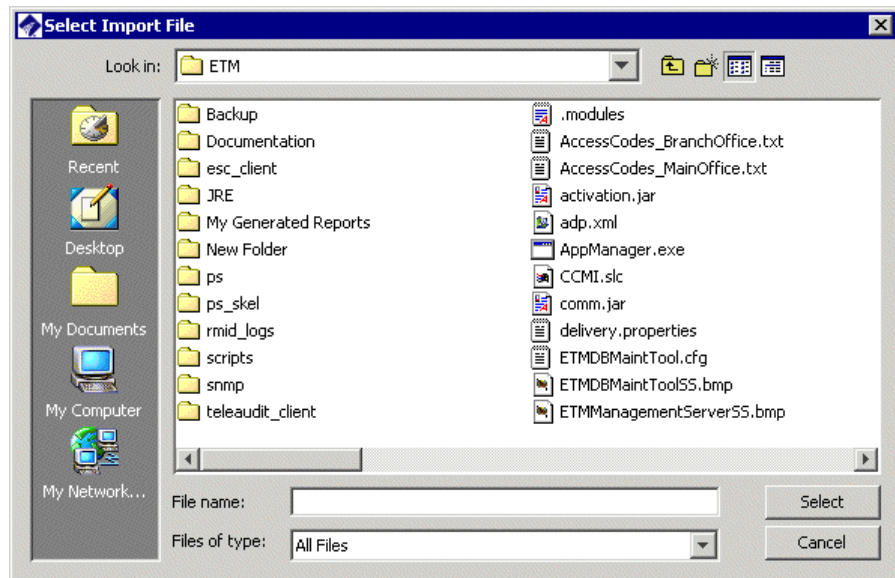 Select Import File
Look in: ETM
Recent
Desktop
My Documents
My Computer
My Network...
Backup
Documentation
esc_client
JRE
My Generated Reports
New Folder
ps
ps_skel
rmid_logs
scripts
snmp
teleaudit_client
.modules
AccessCodes_BranchOffice.txt
AccessCodes_MainOffice.txt
activation.jar
adp.xml
AppManager.exe
CCMI.slc
comm.jar
delivery.properties
ETMDBMaintTool.cfg
ETMDBMaintToolSS.bmp
ETMManagementServerSS.bmp
File name:
Select
Files of type: All Files
Cancel